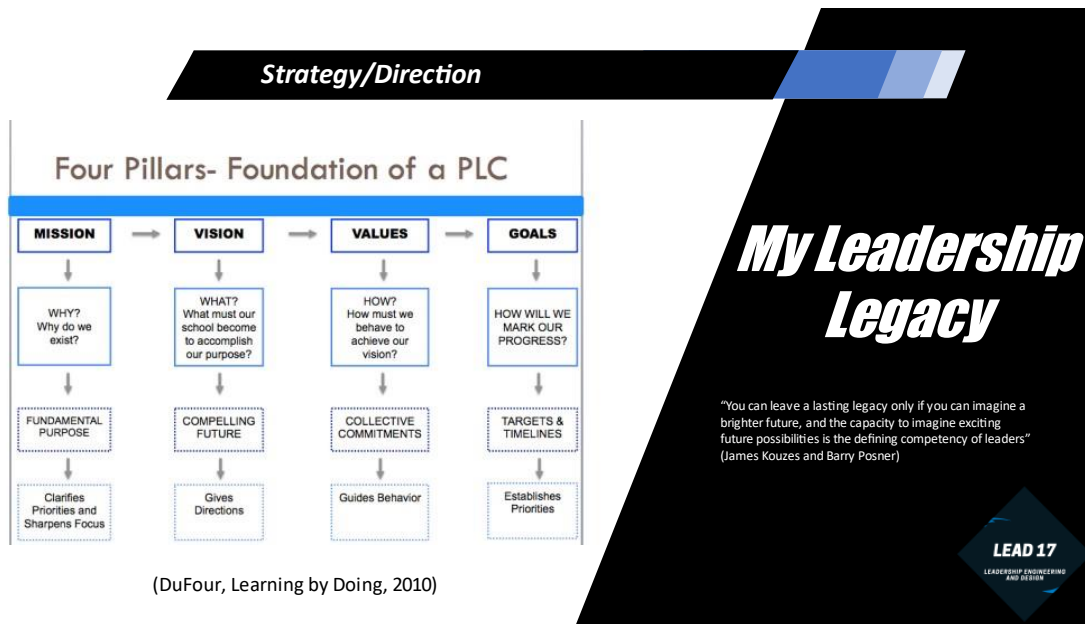 Strategy/Direction
Four Pillars- Foundation of a PLC
MISSION
VISION
VALUES
GOALS
WHY?
Why do we
exist?
WHAT?
What must our
school become
to accomplish
our purpose?
HOW?
How must we
behave to
achieve our
vision?
HOW WILL WE
MARK OUR
PROGRESS?
FUNDAMENTAL
PURPOSE
COMPELLING
FUTURE
COLLECTIVE
COMMITMENTS
TARGETS &
TIMELINES
Clarifies
Priorities and
Sharpens Focus
Gives
Directions
Guides Behavior
Establishes
Priorities
(DuFour, Learning by Doing, 2010)
My Leadership
Legacy
“You can leave a lasting legacy only if you can imagine a
brighter future, and the capacity to imagine exciting
future possibilities is the defining competency of leaders”
(James Kouzes and Barry Posner)
LEAD 17
LEADERSHIP ENGINEERING
AND DESIGN